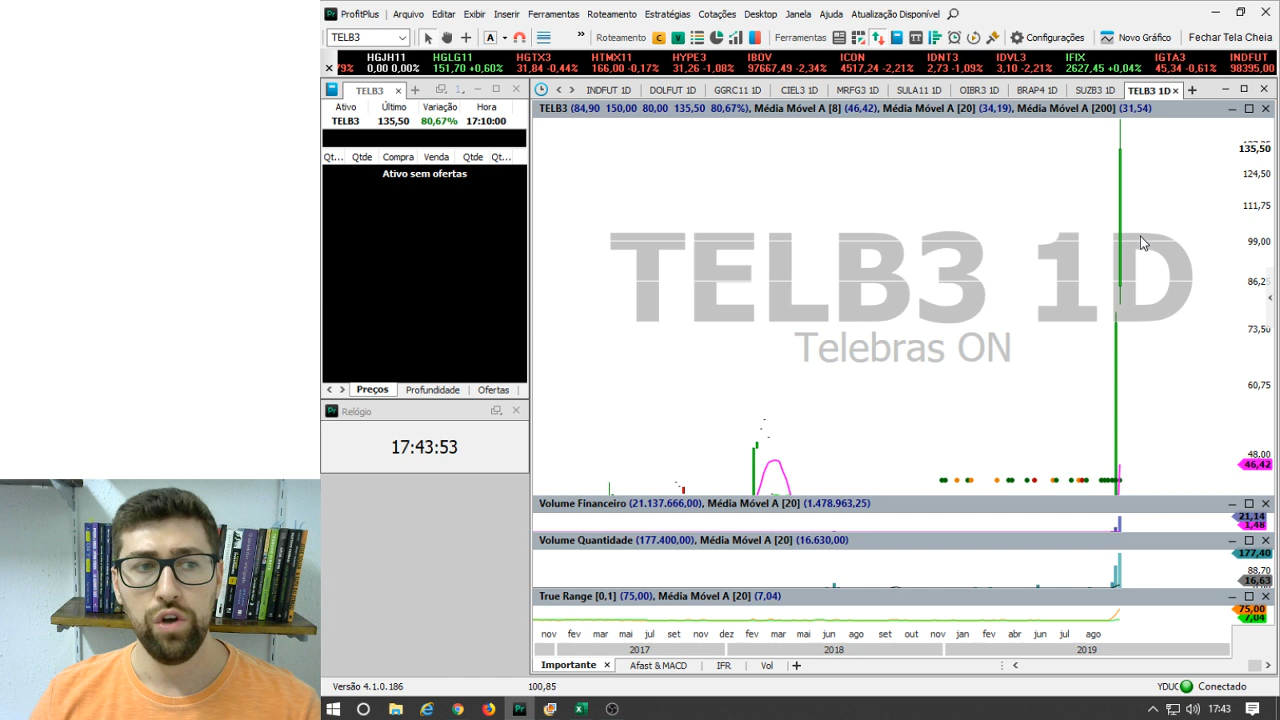 ProfitPlus Arquivo Editar Exibir Inserir Ferramentas Roteamento Estratégias Cotações Desktop Janela Ajuda Atualização Disponível
TELB3 A » Roteamento C V Ferramentas TT Novo Gráfico Configurações Fechar Tela Cheia
HGJH11 HGLG11 HGTX3 HTMX11 HYPE3 IBOV ICON IDNT3 IDVL3 IFIX IGTA3 INDFUT
79% 0,00 0,00% 151,70 +0,60% 31,84 -0,44% 166,00 -0,17% 31,26 -1,08% 97667,49 -2,34% 4517,24 -2,21% 2,73 -1,09% 3,10 -2,21% 2627,45 +0,04% 45,34 -0,61% 98395,00
TELB3
INDFUT 1D DOLFUT 1D GGRC11 1D CIEL3 1D MRFG3 1D SULA11 1D OIBR3 1D BRAP4 1D SUZB3 1D TELB3 1D
Ativo Último Variação Hora
TELB3 135,50 80,67% 17:10:00
Qt... Qtde Compra Venda Qtde Qt...
Ativo sem ofertas
Preços Profundidade Ofertas
Relógio
17:43:53
TELB3 (84,90 150,00 80,00 135,50 80,67%), Média Móvel A [8] (46,42), Média Móvel A [20] (34,19), Média Móvel A [200] (31,54)
TELB3 1D
Telebras ON
135,50
124,50
111,75
99,00
86,25
73,50
60,75
48,00
46,42
Volume Financeiro (21.137.666,00), Média Móvel A [20] (1.478.963,25)
21,14
1,48
Volume Quantidade (177.400,00), Média Móvel A [20] (16.630,00)
177,40
88,70
16,63
True Range [0,1] (75,00), Média Móvel A [20] (7,04)
75,00
7,04
nov fev mar mai jul set nov dez fev mar mai jun ago set out nov jan fev abr jun jul ago
2017 2018 2019
Importante Afast & MACD IFR Vol
Versão 4.1.0.186 100,85 YDUC Conectado
17:43